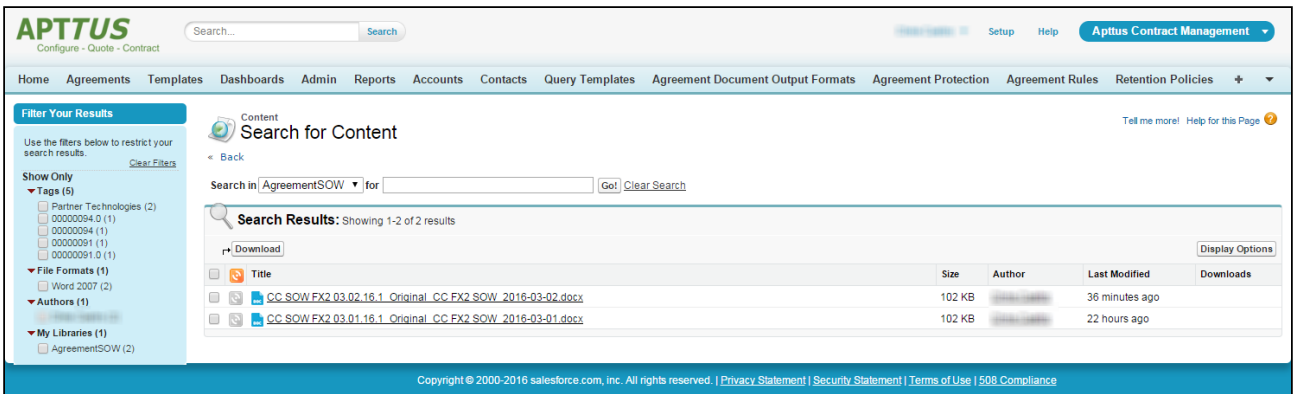 APTTUS
Configure - Quote - Contract
Search...
Search
Setup
Help
Apttus Contract Management
Home Agreements Templates Dashboards Admin Reports Accounts Contacts Query Templates Agreement Document Output Formats Agreement Protection Agreement Rules Retention Policies +
Filter Your Results
Use the filters below to restrict your
search results.
Clear Filters
Show Only
Tags (5)
Partner Technologies (2)
00000094.0 (1)
00000094 (1)
00000091 (1)
00000091.0 (1)
File Formats (1)
Word 2007 (2)
Authors (1)
My Libraries (1)
AgreementSOW (2)
Content
Search for Content
Tell me more! Help for this Page ?
« Back
Search in AgreementSOW for Go! Clear Search
Search Results: Showing 1-2 of 2 results
Download
Display Options
Title Size Author Last Modified Downloads
CC SOW FX2 03.02.16.1_Original_CC FX2 SOW_2016-03-02.docx 102 KB 36 minutes ago
CC SOW FX2 03.01.16.1_Original_CC FX2 SOW_2016-03-01.docx 102 KB 22 hours ago
Copyright © 2000-2016 salesforce.com, inc. All rights reserved. | Privacy Statement | Security Statement | Terms of Use | 508 Compliance